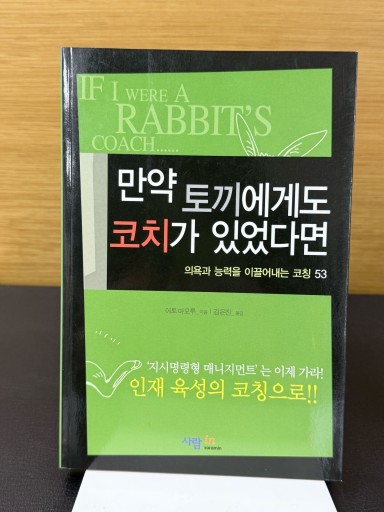 IF I WERE A
RABBIT'S
COACH......
만약 토끼에게도
코치가 있었다면
의욕과 능력을 이끌어내는 코칭 53
'지시명령형 매니지먼트'는 이제 가라!
인재 육성의 코칭으로!!
사람 in